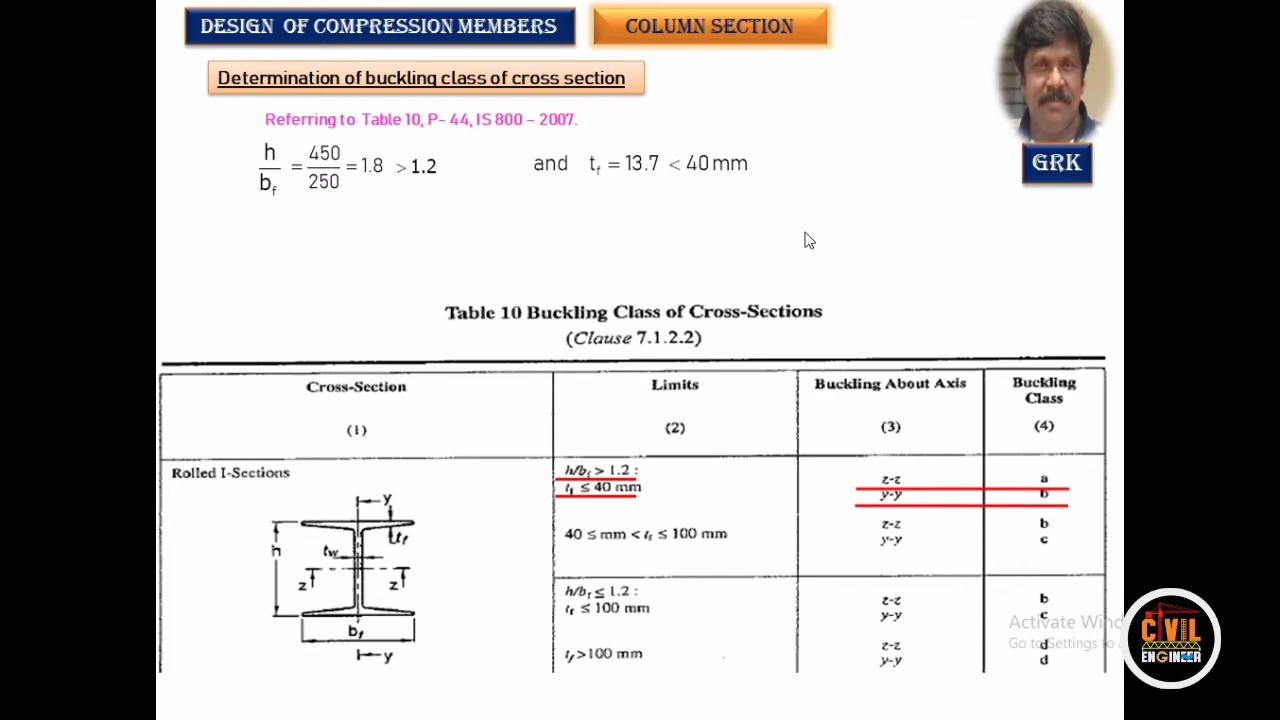 DESIGN OF COMPRESSION MEMBERS
COLUMN SECTION
Determination of buckling class of cross section
Referring to Table 10, P- 44, IS 800 – 2007.
h/b_f = 450/250 = 1.8 > 1.2 and t_f = 13.7 < 40 mm
GRK
Table 10 Buckling Class of Cross-Sections
(Clause 7.1.2.2)
Cross-Section Limits Buckling About Axis Buckling Class
(1) (2) (3) (4)
Rolled I-Sections
h/b_f > 1.2 :
t_f ≤ 40 mm z-z a
y-y b
40 ≤ mm < t_f ≤ 100 mm z-z b
y-y c
h/b_f ≤ 1.2 :
t_f ≤ 100 mm z-z b
y-y c
t_f >100 mm z-z d
y-y d
y
h
t_w
t_f
z z
b_f
y
Activate Wind
Go to Settings to
CIVIL
ENGINEER